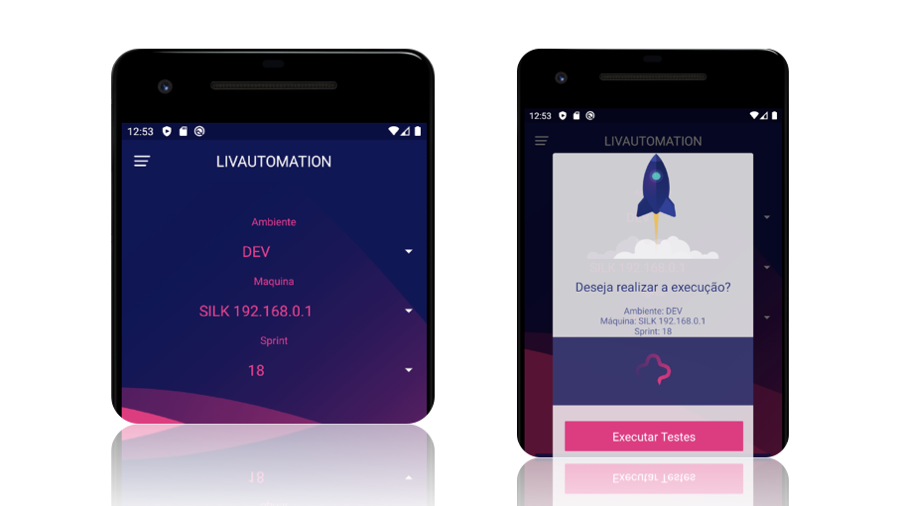 12:53
LIVAUTOMATION
Ambiente
DEV
Maquina
SILK 192.168.0.1
Sprint
18
12:53
LIVAUTOMATION
Deseja realizar a execução?
Ambiente: DEV
Máquina: SILK 192.168.0.1
Sprint: 18
Executar Testes